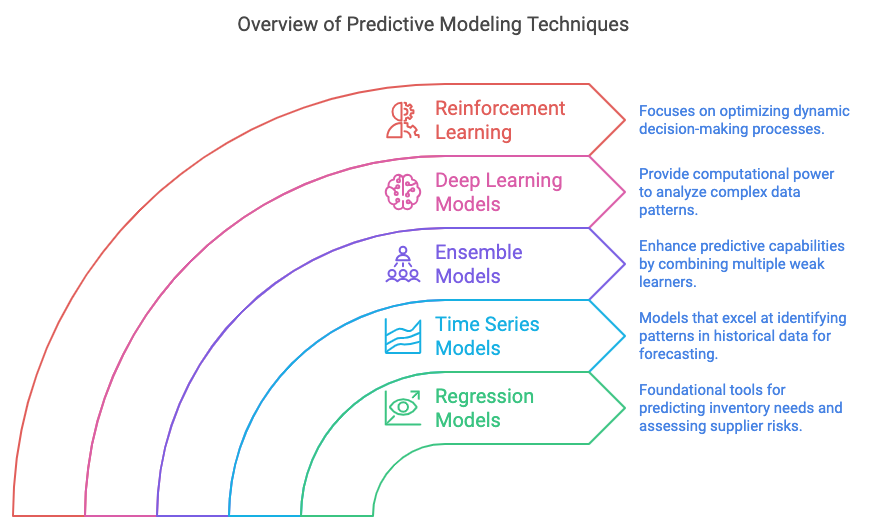 Overview of Predictive Modeling Techniques
Reinforcement
Learning
Focuses on optimizing dynamic
decision-making processes.
Deep Learning
Models
Provide computational power
to analyze complex data
patterns.
Ensemble
Models
Enhance predictive capabilities
by combining multiple weak
learners.
Time Series
Models
Models that excel at identifying
patterns in historical data for
forecasting.
Regression
Models
Foundational tools for
predicting inventory needs and
assessing supplier risks.